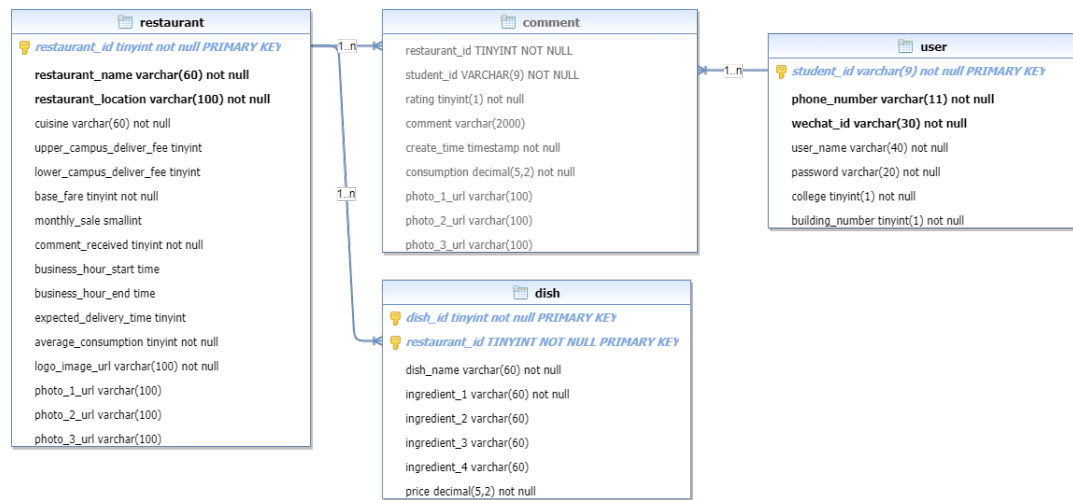 restaurant
restaurant_id tinyint not null PRIMARY KEY
restaurant_name varchar(60) not null
restaurant_location varchar(100) not null
cuisine varchar(60) not null
upper_campus_deliver_fee tinyint
lower_campus_deliver_fee tinyint
base_fare tinyint not null
monthly_sale smallint
comment_received tinyint not null
business_hour_start time
business_hour_end time
expected_delivery_time tinyint
average_consumption tinyint not null
logo_image_url varchar(100) not null
photo_1_url varchar(100)
photo_2_url varchar(100)
photo_3_url varchar(100)
1..n
1..n
comment
restaurant_id TINYINT NOT NULL
student_id VARCHAR(9) NOT NULL
rating tinyint(1) not null
comment varchar(2000)
create_time timestamp not null
consumption decimal(5,2) not null
photo_1_url varchar(100)
photo_2_url varchar(100)
photo_3_url varchar(100)
dish
dish_id tinyint not null PRIMARY KEY
restaurant_id TINYINT NOT NULL PRIMARY KEY
dish_name varchar(60) not null
ingredient_1 varchar(60) not null
ingredient_2 varchar(60)
ingredient_3 varchar(60)
ingredient_4 varchar(60)
price decimal(5,2) not null
1..n
user
student_id varchar(9) not null PRIMARY KEY
phone_number varchar(11) not null
wechat_id varchar(30) not null
user_name varchar(40) not null
password varchar(20) not null
college tinyint(1) not null
building_number tinyint(1) not null